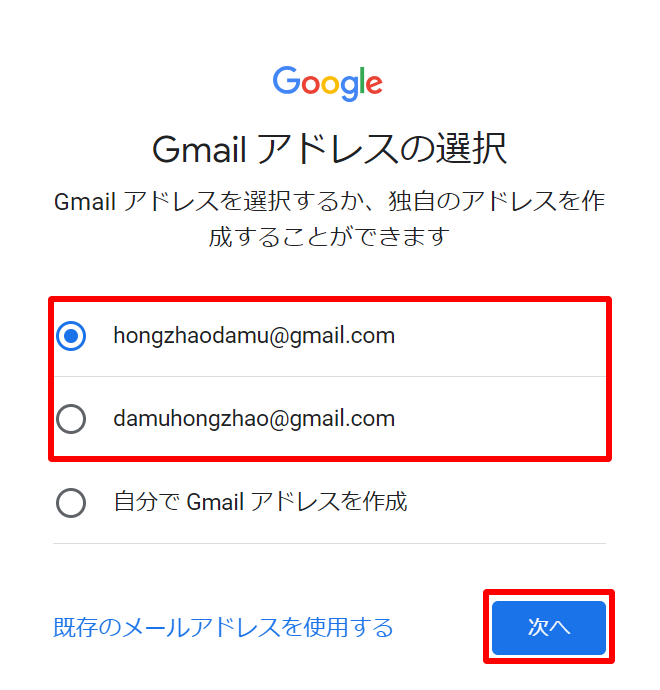 Google
Gmail アドレスの選択
Gmail アドレスを選択するか、独自のアドレスを作
成することができます
hongzhaodamu@gmail.com
damuhongzhao@gmail.com
自分で Gmail アドレスを作成
既存のメールアドレスを使用する
次へ